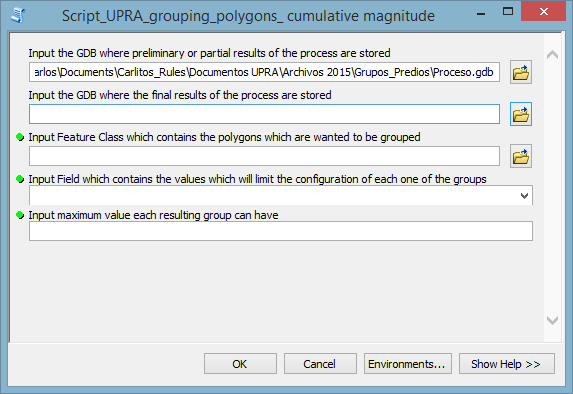 Script_UPRA_grouping_polygons_ cumulative magnitude
Input the GDB where preliminary or partial results of the process are stored
arlos\Documents\Carlitos_Rules\Documentos UPRA\Archivos 2015\Grupos_Predios\Proceso.gdb
Input the GDB where the final results of the process are stored
Input Feature Class which contains the polygons which are wanted to be grouped
Input Field which contains the values which will limit the configuration of each one of the groups
Input maximum value each resulting group can have
OK Cancel Environments... Show Help >>